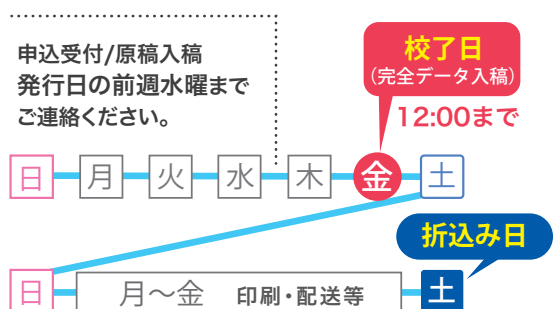 申込受付/原稿入稿
発行日の前週水曜まで
ご連絡ください。
校了日
(完全データ入稿)
12:00まで
日 月 火 水 木 金 土
折込み日
日 月〜金 印刷・配送等 土